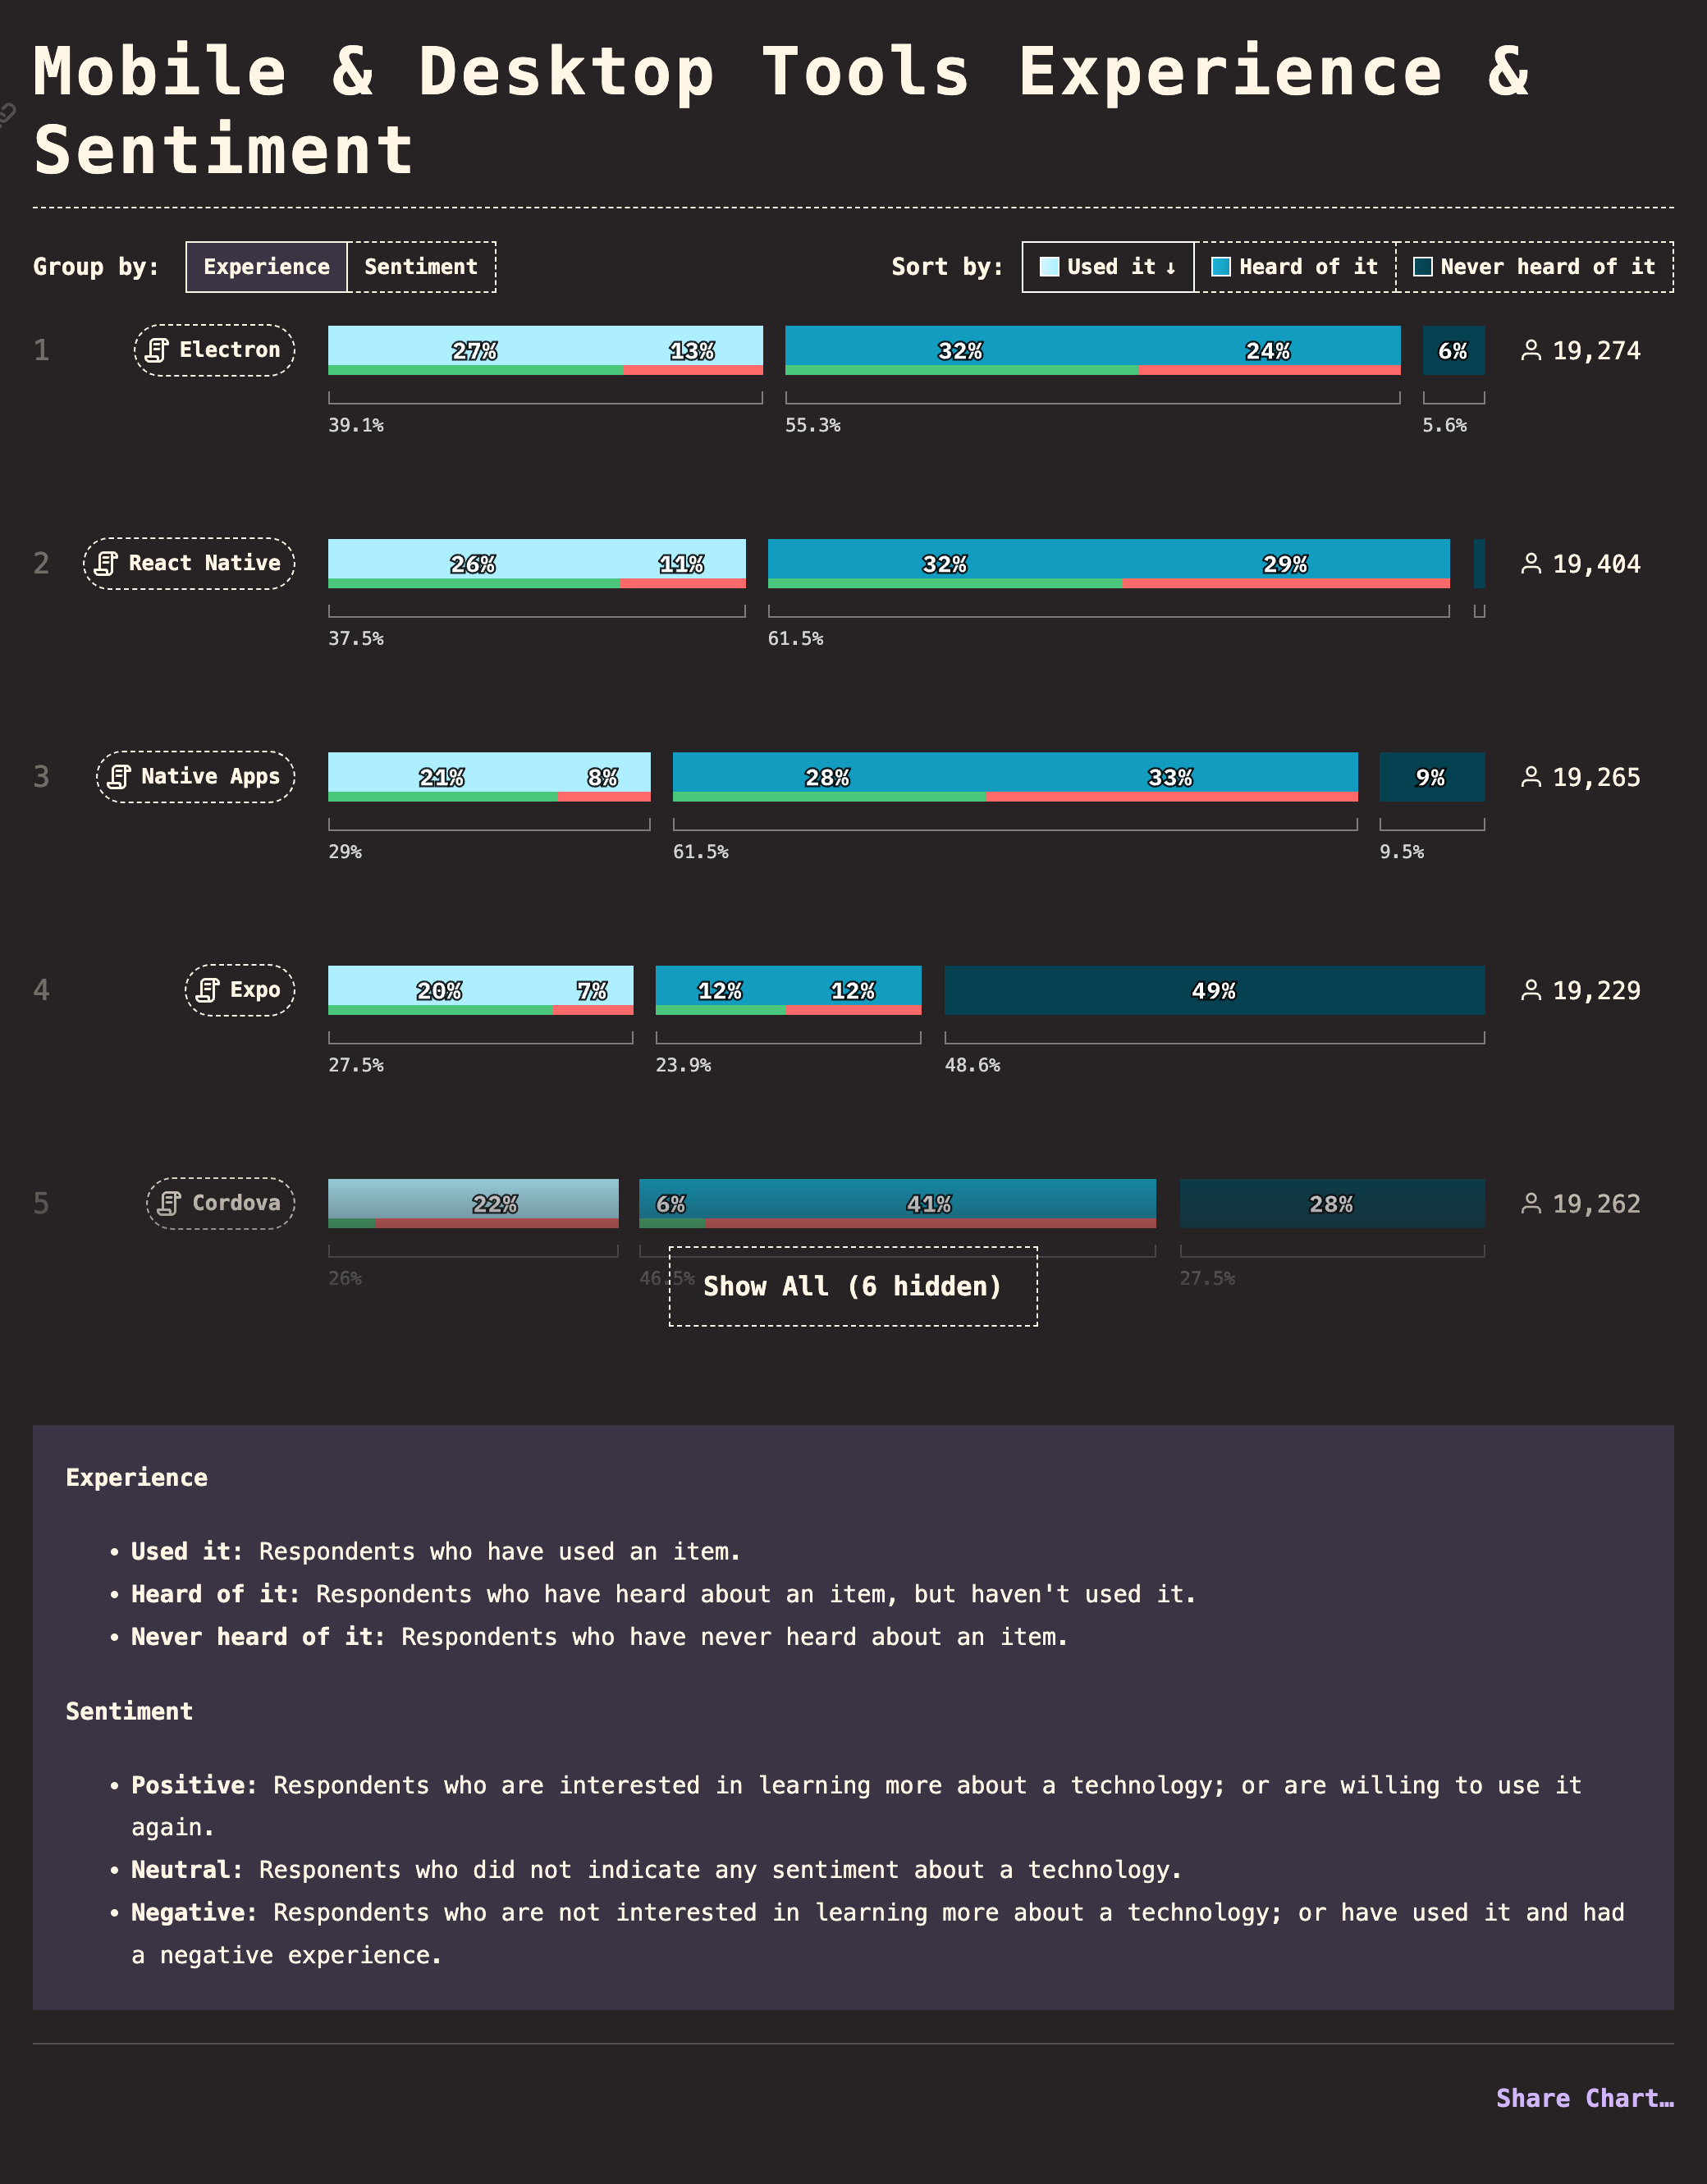 Mobile & Desktop Tools Experience &
Sentiment
Group by: Experience Sentiment Sort by: Used it ↓ Heard of it Never heard of it
1 Electron 27% 13% 32% 24% 6% 19,274
39.1% 55.3% 5.6%
2 React Native 26% 11% 32% 29% 19,404
37.5% 61.5%
3 Native Apps 21% 8% 28% 33% 9% 19,265
29% 61.5% 9.5%
4 Expo 20% 7% 12% 12% 49% 19,229
27.5% 23.9% 48.6%
5 Cordova 22% 6% 41% 28% 19,262
26% 46.5% 27.5%
Show All (6 hidden)
Experience
• Used it: Respondents who have used an item.
• Heard of it: Respondents who have heard about an item, but haven't used it.
• Never heard of it: Respondents who have never heard about an item.
Sentiment
• Positive: Respondents who are interested in learning more about a technology; or are willing to use it
again.
• Neutral: Responents who did not indicate any sentiment about a technology.
• Negative: Respondents who are not interested in learning more about a technology; or have used it and had
a negative experience.
Share Chart…